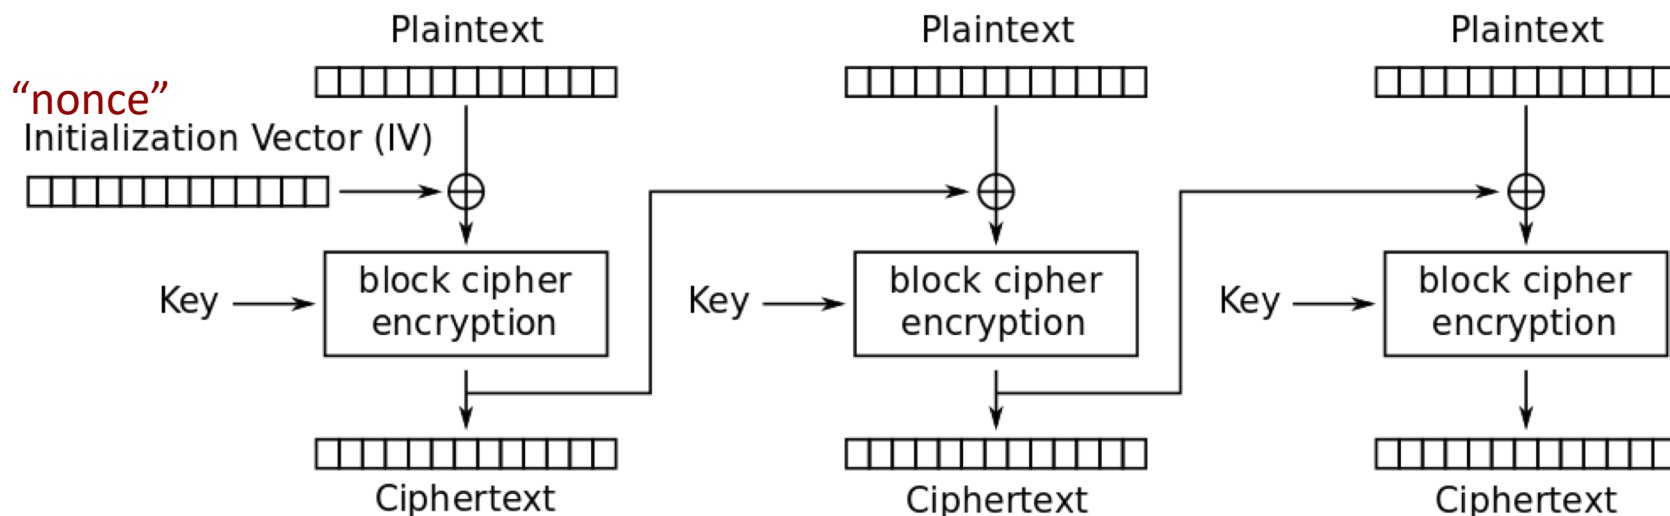 Plaintext
Plaintext
Plaintext
“nonce”
Initialization Vector (IV)
Key
block cipher
encryption
Key
block cipher
encryption
Key
block cipher
encryption
Ciphertext
Ciphertext
Ciphertext